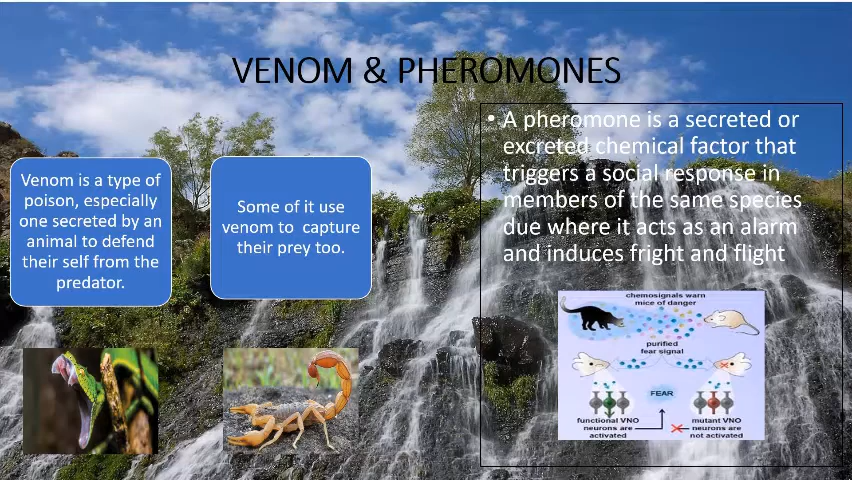 VENOM & PHEROMONES
Venom is a type of
poison, especially
one secreted by an
animal to defend
their self from the
predator.
Some of it use
venom to capture
their prey too.
• A pheromone is a secreted or
excreted chemical factor that
triggers a social response in
members of the same species
due where it acts as an alarm
and induces fright and flight
chemosignals warn
mice of danger
purified
fear signal
FEAR
functional VNO
neurons are
activated
mutant VNO
neurons are
not activated